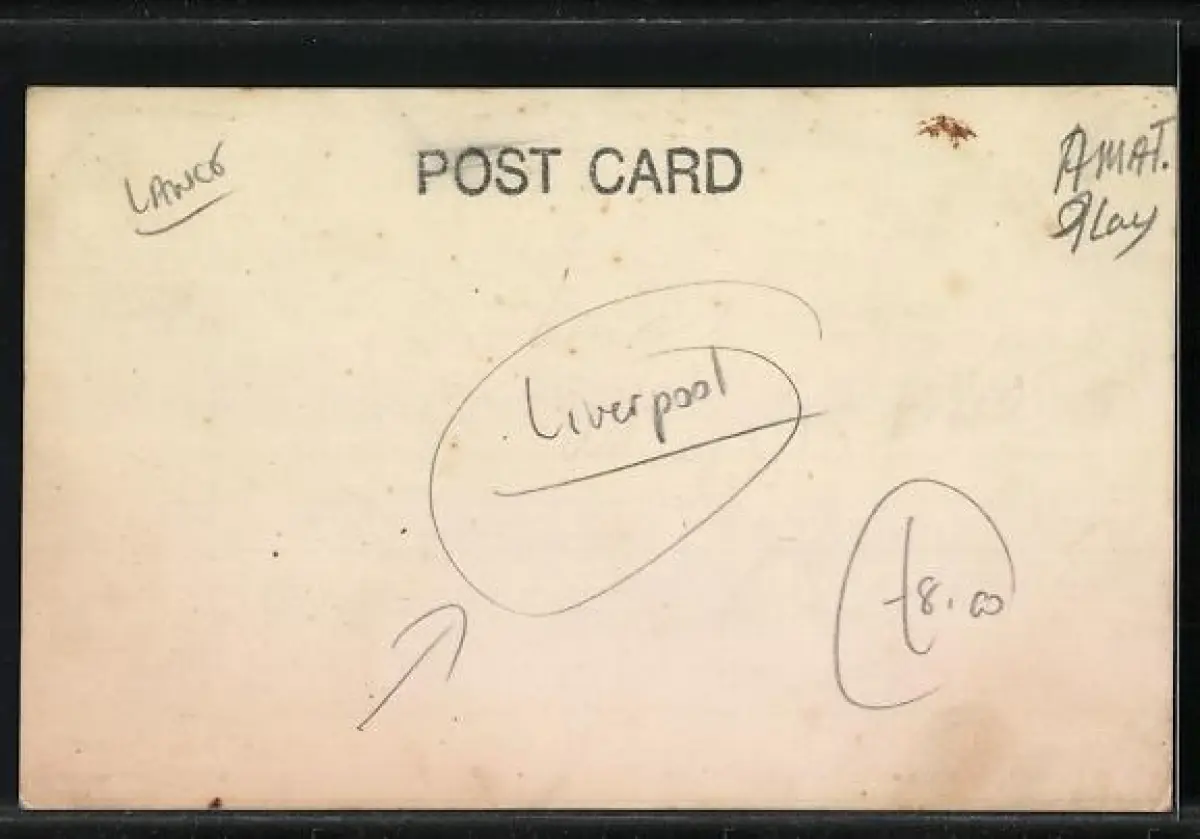 POST CARD
LANCS
AMAT.
Play
Liverpool
£8.00